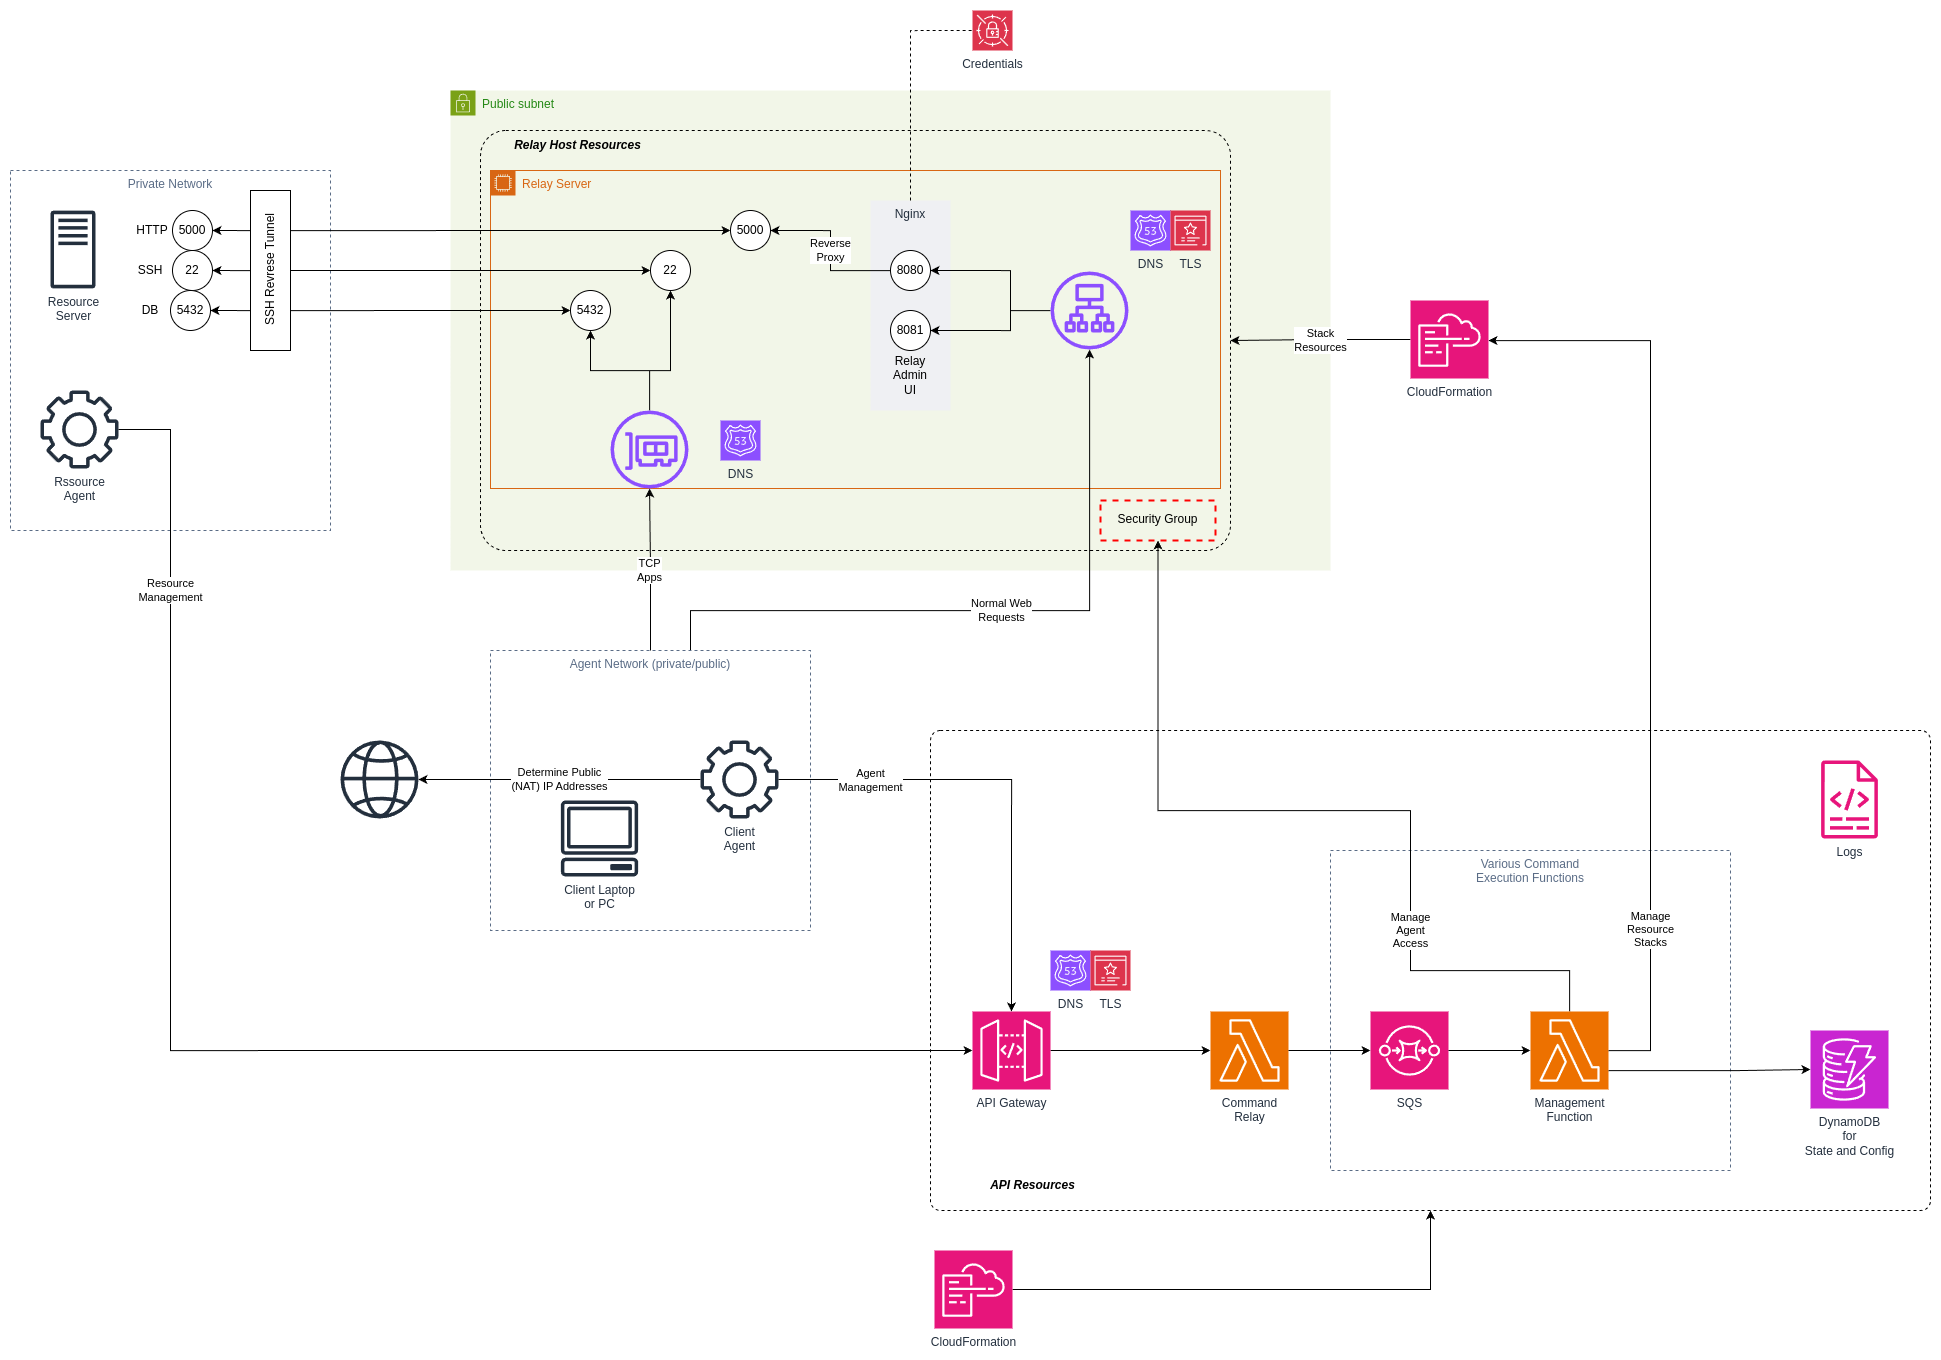 Credentials
Public subnet
Relay Host Resources
Relay Server
Private Network
HTTP
5000
SSH
22
DB
5432
SSH Revrese Tunnel
Resource
Server
Rssource
Agent
5000
22
5432
Reverse
Proxy
Nginx
8080
8081
Relay
Admin
UI
53
DNS
TLS
53
DNS
Security Group
Stack
Resources
CloudFormation
TCP
Apps
Normal Web
Requests
Resource
Management
Agent Network (private/public)
Determine Public
(NAT) IP Addresses
Client
Agent
Client Laptop
or PC
Agent
Management
Logs
Various Command
Execution Functions
Manage
Agent
Access
Manage
Resource
Stacks
53
DNS
TLS
API Gateway
Command
Relay
SQS
Management
Function
DynamoDB
for
State and Config
API Resources
CloudFormation